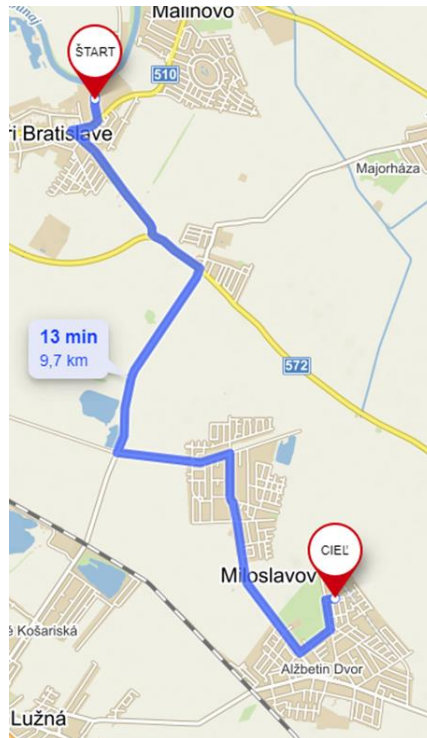 Malinovo
ŠTART
510
ri Bratislave
Majorháza
13 min
9,7 km
572
CIEĽ
Miloslavov
é Košariská
Alžbetin Dvor
Lužná